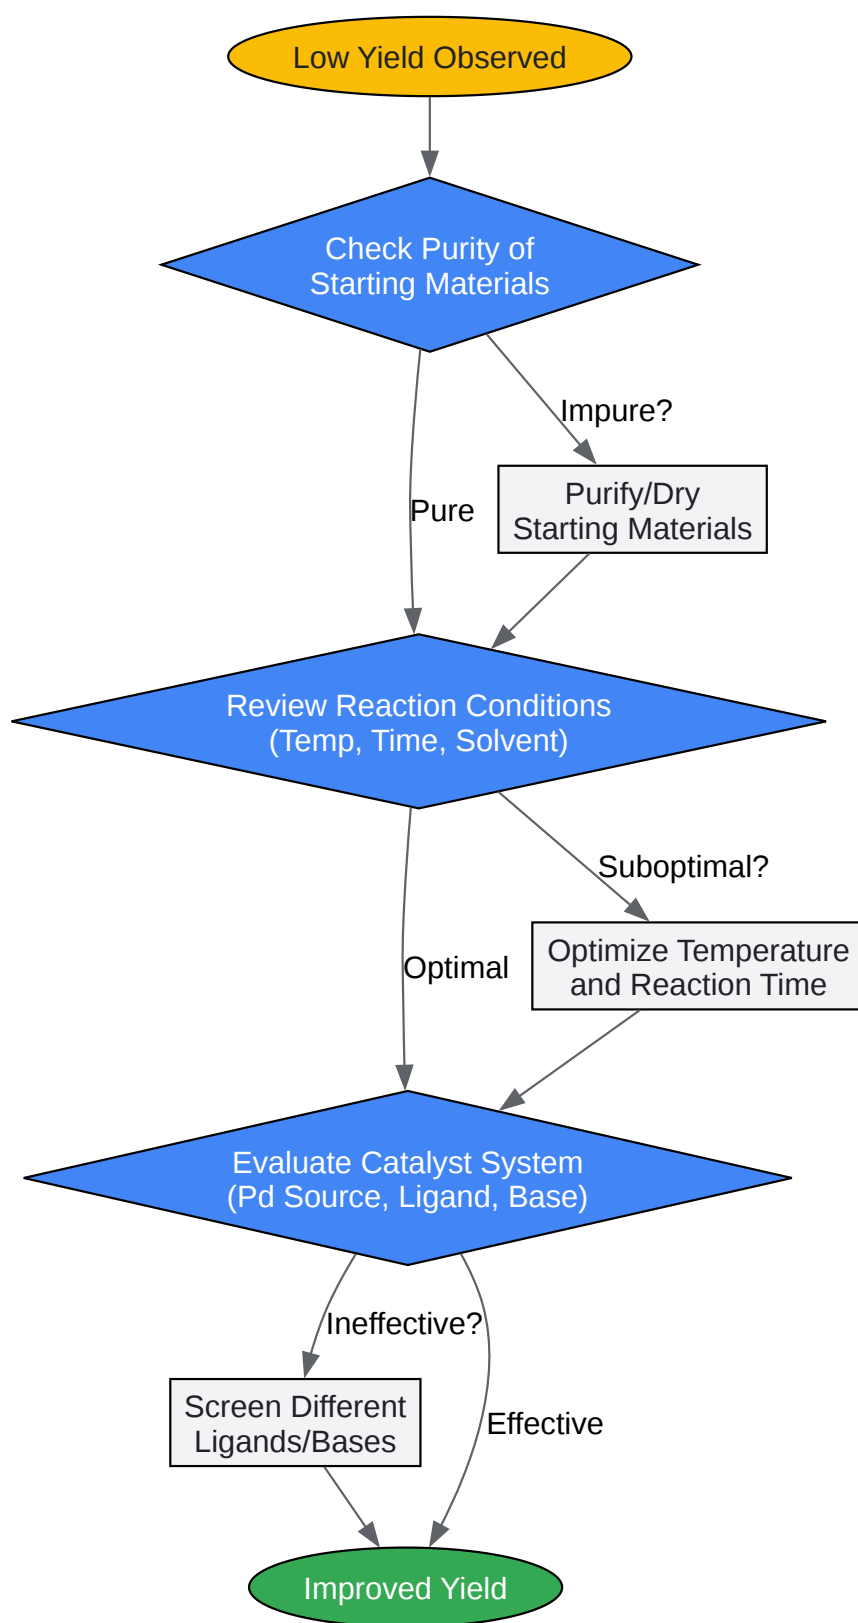 Low Yield Observed
Check Purity of
Starting Materials
Impure?
Pure
Purify/Dry
Starting Materials
Review Reaction Conditions
(Temp, Time, Solvent)
Suboptimal?
Optimal
Optimize Temperature
and Reaction Time
Evaluate Catalyst System
(Pd Source, Ligand, Base)
Ineffective?
Screen Different
Ligands/Bases
Effective
Improved Yield